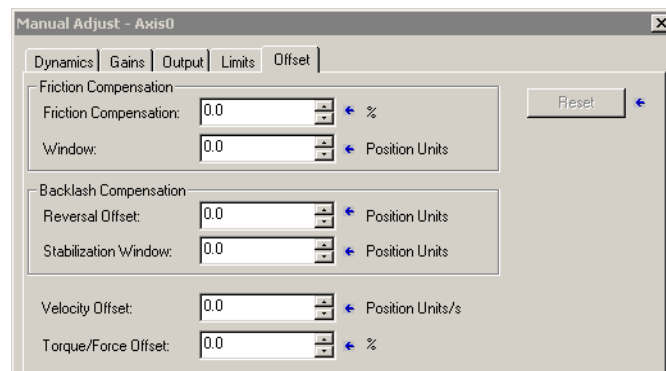 Manual Adjust - Axis0
Dynamics Gains Output Limits Offset
Friction Compensation
Friction Compensation: 0.0 %
Window: 0.0 Position Units
Reset
Backlash Compensation
Reversal Offset: 0.0 Position Units
Stabilization Window: 0.0 Position Units
Velocity Offset: 0.0 Position Units/s
Torque/Force Offset: 0.0 %